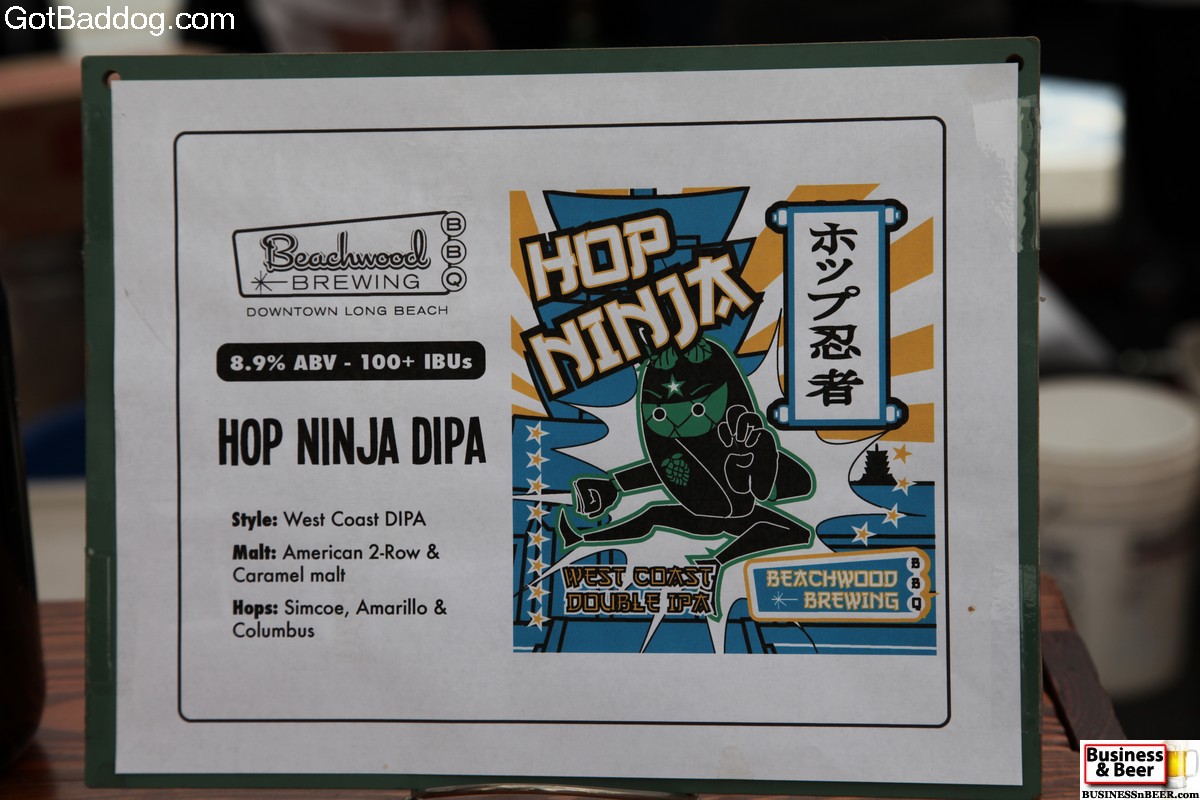 GotBaddog.com
Beachwood
BREWING
BBQ
DOWNTOWN LONG BEACH
8.9% ABV - 100+ IBUs
HOP NINJA DIPA
Style: West Coast DIPA
Malt: American 2-Row &
Caramel malt
Hops: Simcoe, Amarillo &
Columbus
HOP
NINJA
ホップ忍者
WEST COAST
DOUBLE IPA
BEACHWOOD
BREWING
BBQ
Business
& Beer
BUSINESSnBEER.com